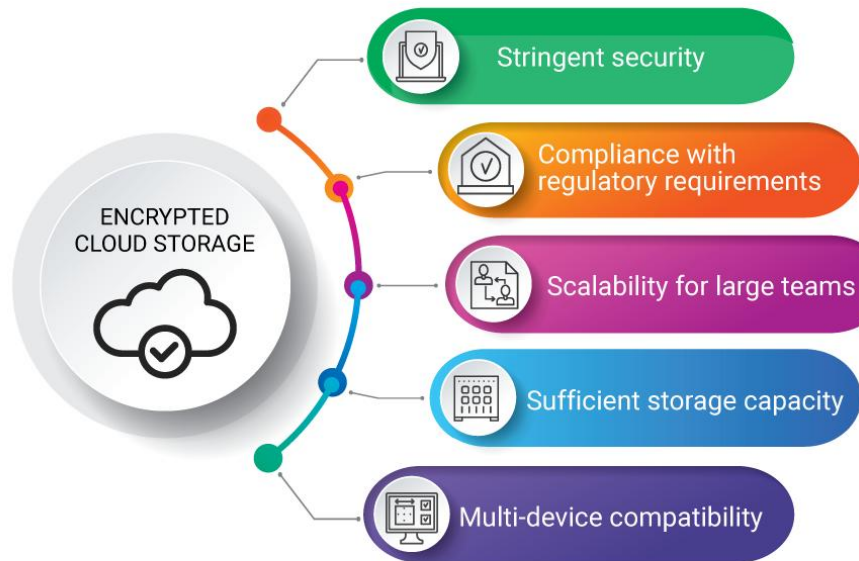 ENCRYPTED
CLOUD STORAGE
Stringent security
Compliance with
regulatory requirements
Scalability for large teams
Sufficient storage capacity
Multi-device compatibility